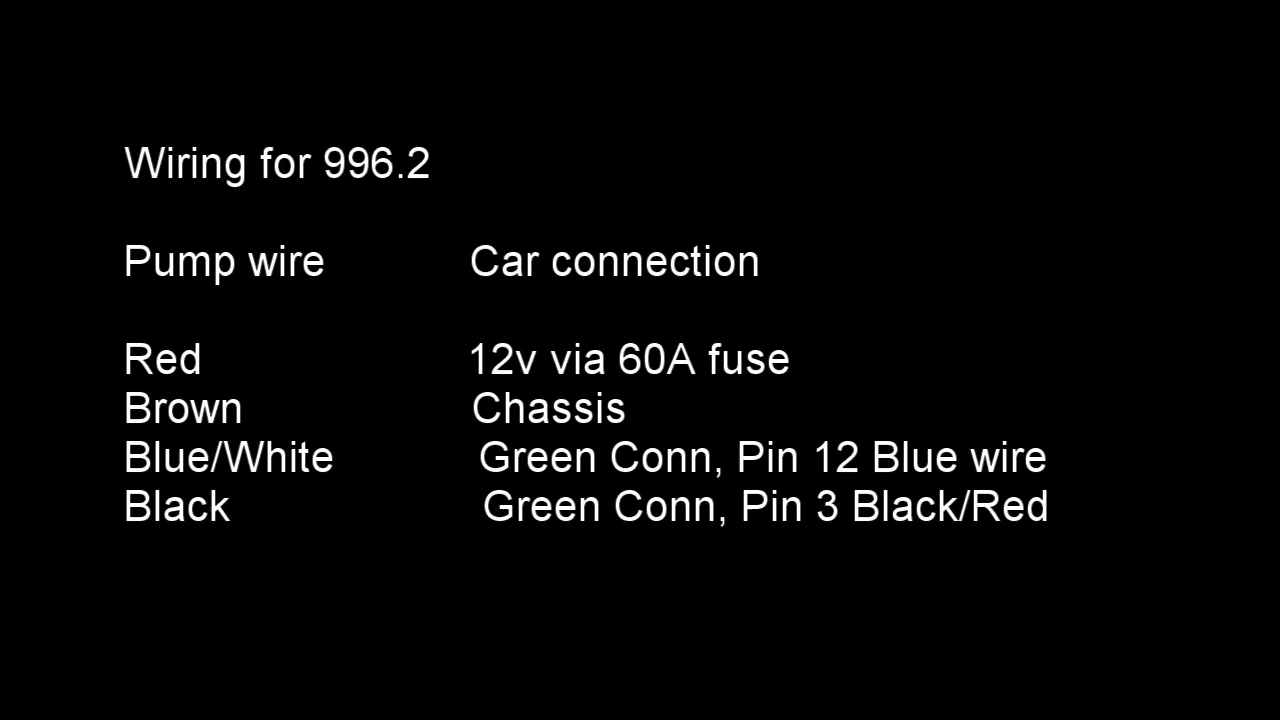 Wiring for 996.2
Pump wire Car connection
Red 12v via 60A fuse
Brown Chassis
Blue/White Green Conn, Pin 12 Blue wire
Black Green Conn, Pin 3 Black/Red